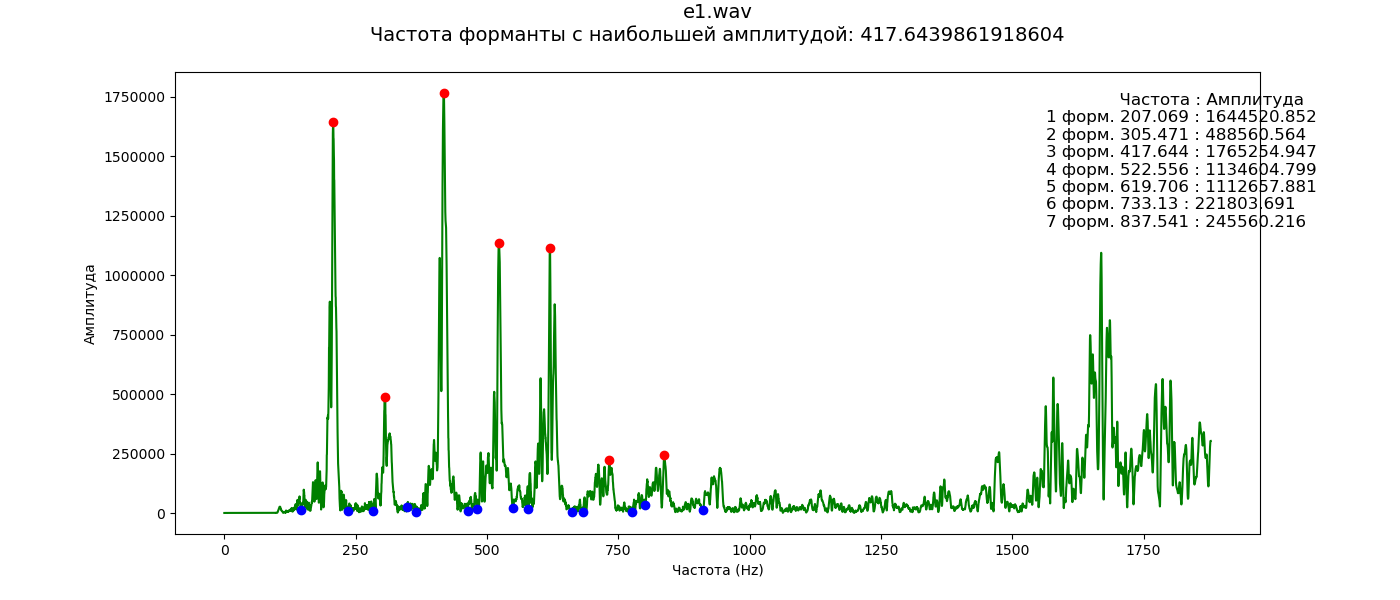 e1.wav
Частота форманты с наибольшей амплитудой: 417.6439861918604
Частота : Амплитуда
1 форм. 207.069 : 1644520.852
2 форм. 305.471 : 488560.564
3 форм. 417.644 : 1765254.947
4 форм. 522.556 : 1134604.799
5 форм. 619.706 : 1112657.881
6 форм. 733.13 : 221803.691
7 форм. 837.541 : 245560.216
1750000
1500000
1250000
1000000
750000
500000
250000
0
Амплитуда
0 250 500 750 1000 1250 1500 1750
Частота (Hz)